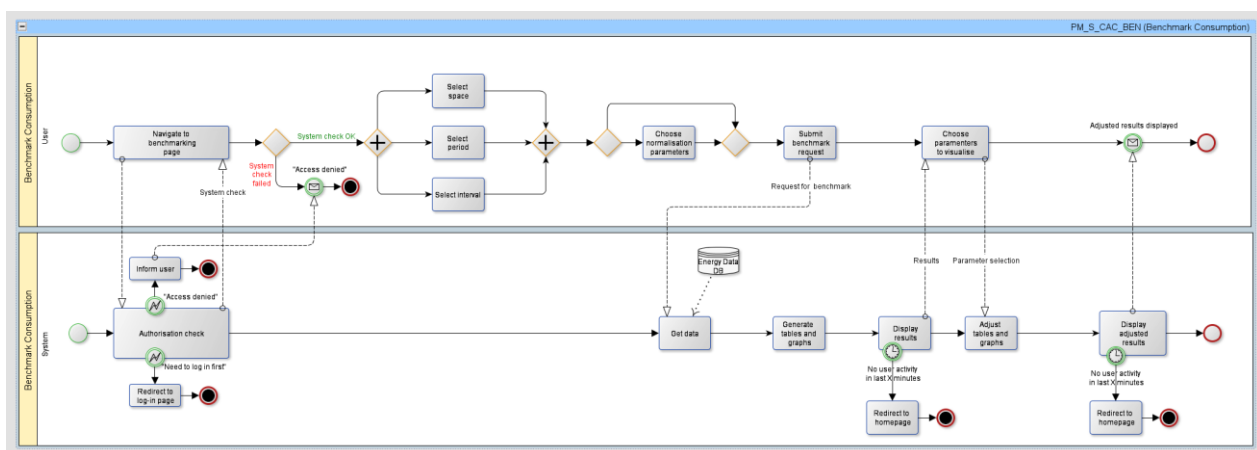 PM_S_CAC_BEN (Benchmark Consumption)
Benchmark Consumption
User
Navigate to
benchmarking
page
System check OK
System
check
failed
"Access denied"
System check
Select
space
Select
period
Select interval
Choose
normalisation
parameters
Submit
benchmark
request
Request for benchmark
Choose
paramenters
to visualise
Adjusted results displayed
Benchmark Consumption
System
Inform user
"Access denied"
Authorisation check
"Need to log in first"
Redirect to
log-in page
Energy Data
DB
Get data
Generate
tables and
graphs
Results
Display
results
No user activity
in last X minutes
Redirect to
homepage
Parameter selection
Adjust
tables and
graphs
Display
adjusted
results
No user activity
in last X minutes
Redirect to
homepage